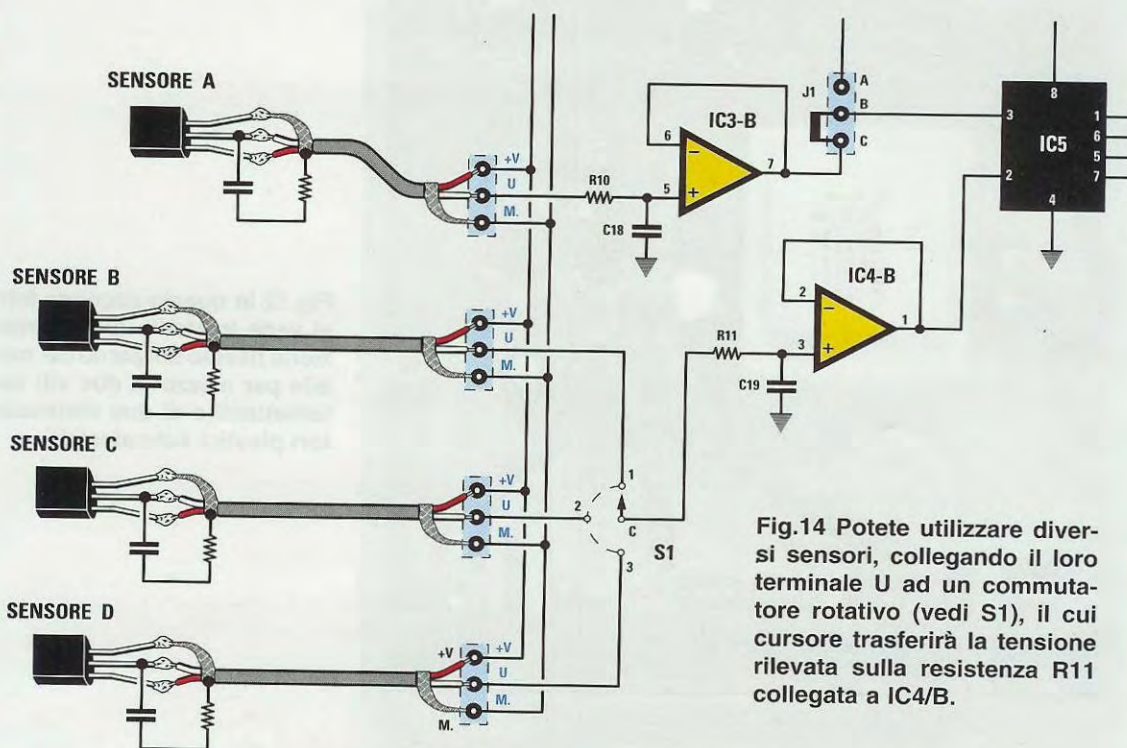 SENSORE A
+V
U
M.
R10
C18
5
6
7
IC3-B
J1
A
B
C
3
2
8
4
IC5
1
6
5
7
SENSORE B
+V
U
M.
R11
C19
2
3
1
IC4-B
SENSORE C
+V
U
M.
1
2
C
3
S1
SENSORE D
+V
+V
U
M.
M.
Fig.14 Potete utilizzare diver-
si sensori, collegando il loro
terminale U ad un commuta-
tore rotativo (vedi S1), il cui
cursore trasferirà la tensione
rilevata sulla resistenza R11
collegata a IC4/B.